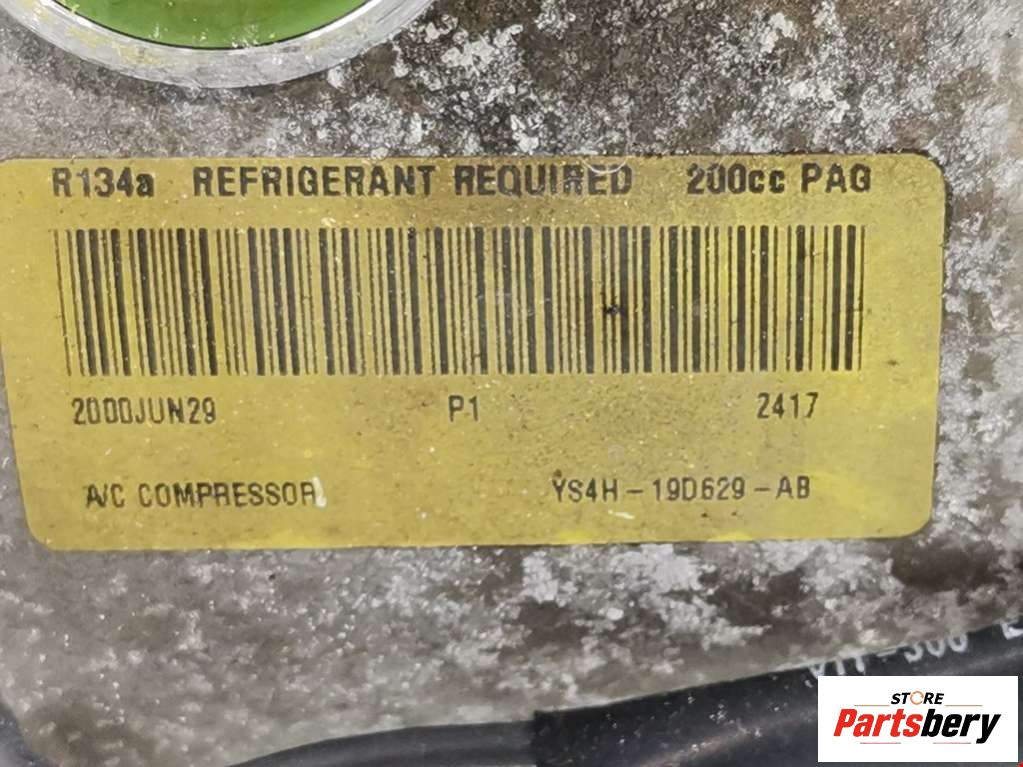 R134a REFRIGERANT REQUIRED 200cc PAG
2000JUN29 P1 2417
A/C COMPRESSOR YS4H-19D629-AB
STORE
Partsbery